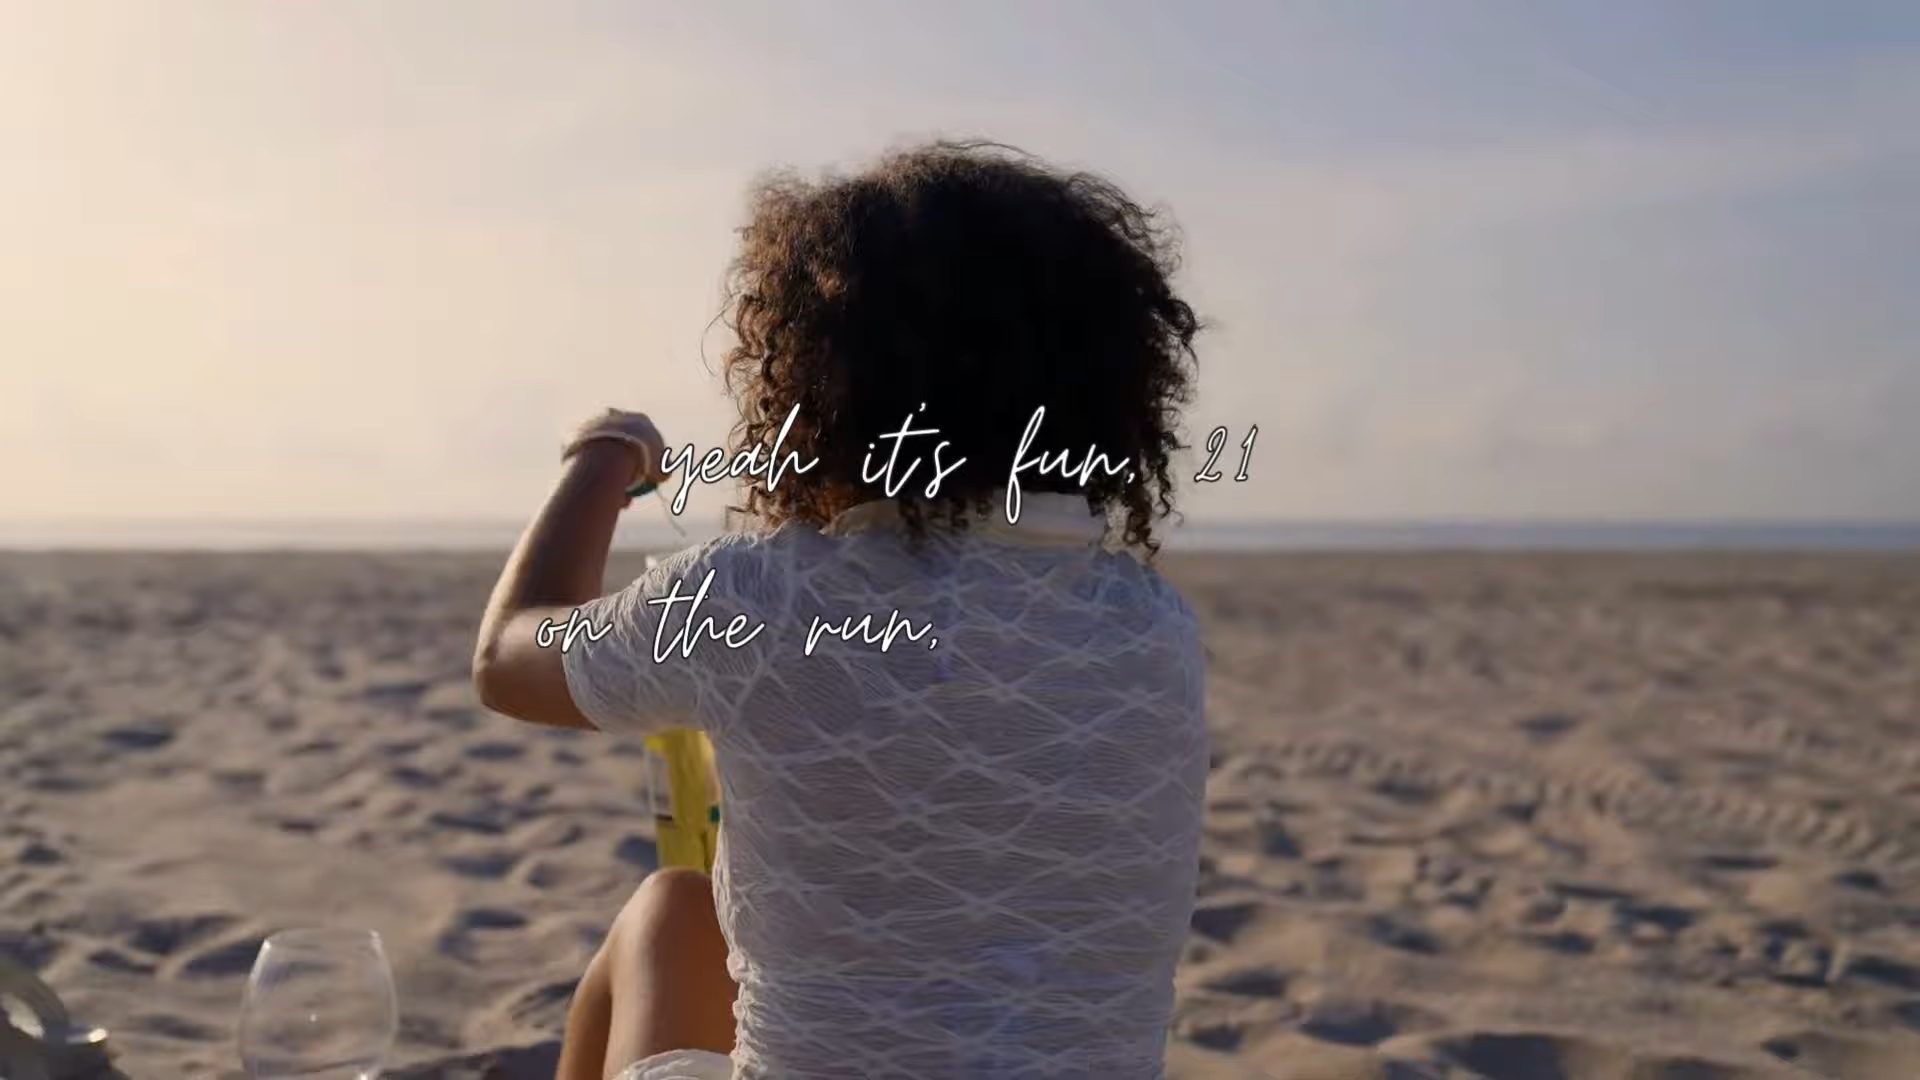 yeah it's fun, 21
on the run,